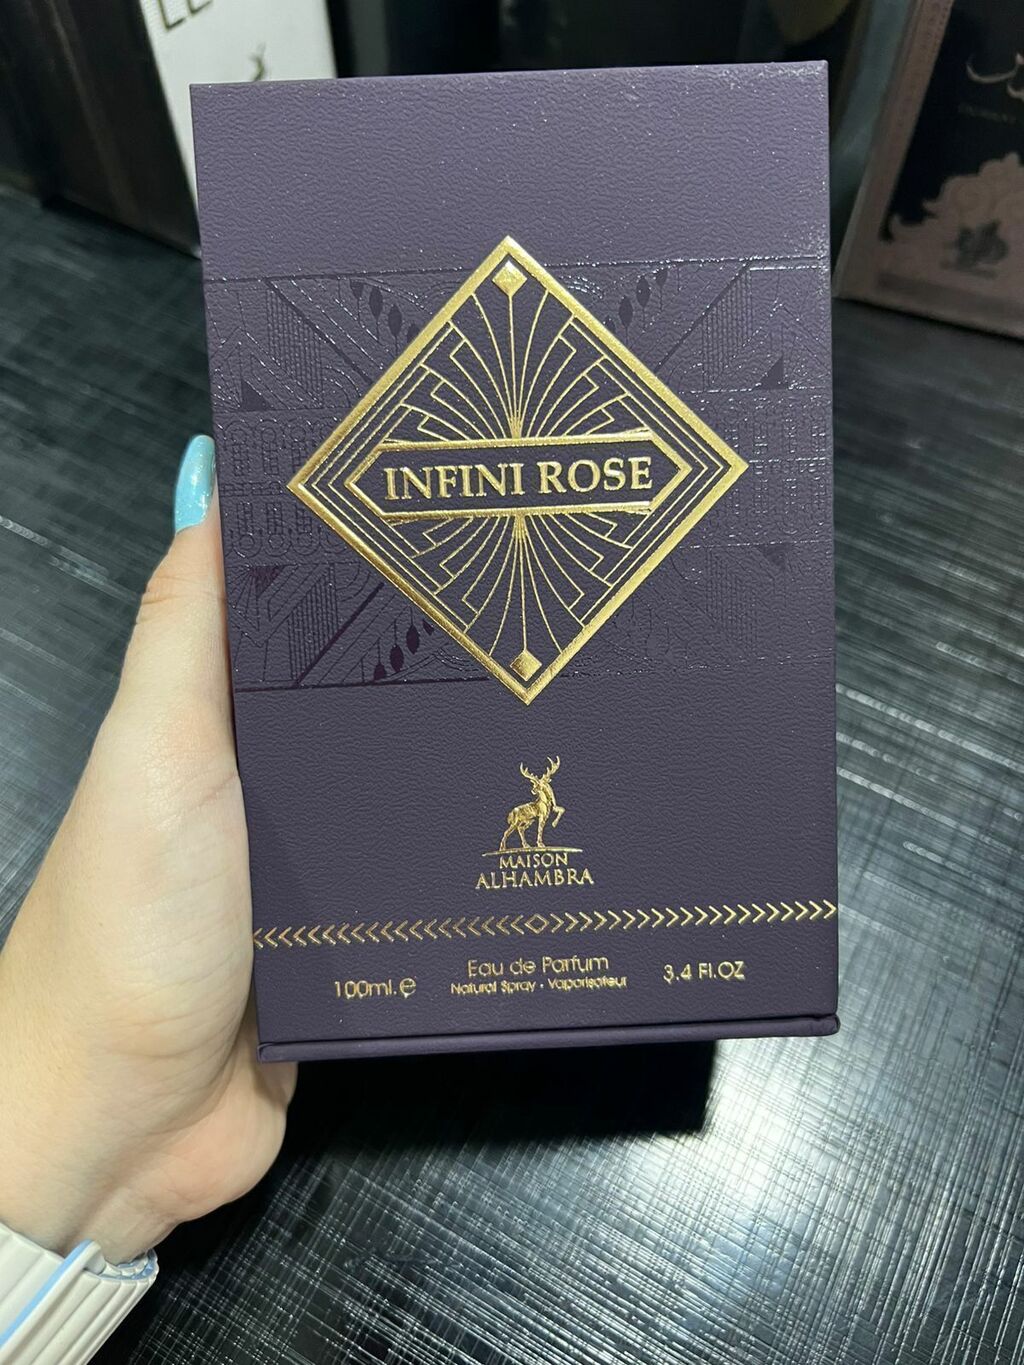 INFINI ROSE
MAISON
ALHAMBRA
100ml.e Eau de Parfum 3.4 Fl.OZ
Natural Spray • Vaporisateur